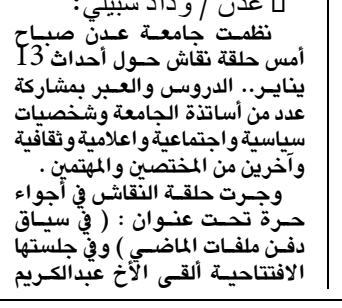 عدن / وداد شبيلي:
نظمت جامعة عدن صباح
أمس حلقة نقاش حول أحداث 13
يناير.. الدروس والعبر بمشاركة
عدد من أساتذة الجامعة وشخصيات
سياسية واجتماعية واعلامية وثقافية
وآخرين من المختصين والمهتمين .
وجرت حلقة النقاش في أجواء
حرة تحت عنوان : ( في سياق
دفن ملفات الماضي ) وفي جلستها
الافتتاحية ألقى الأخ عبدالكريم